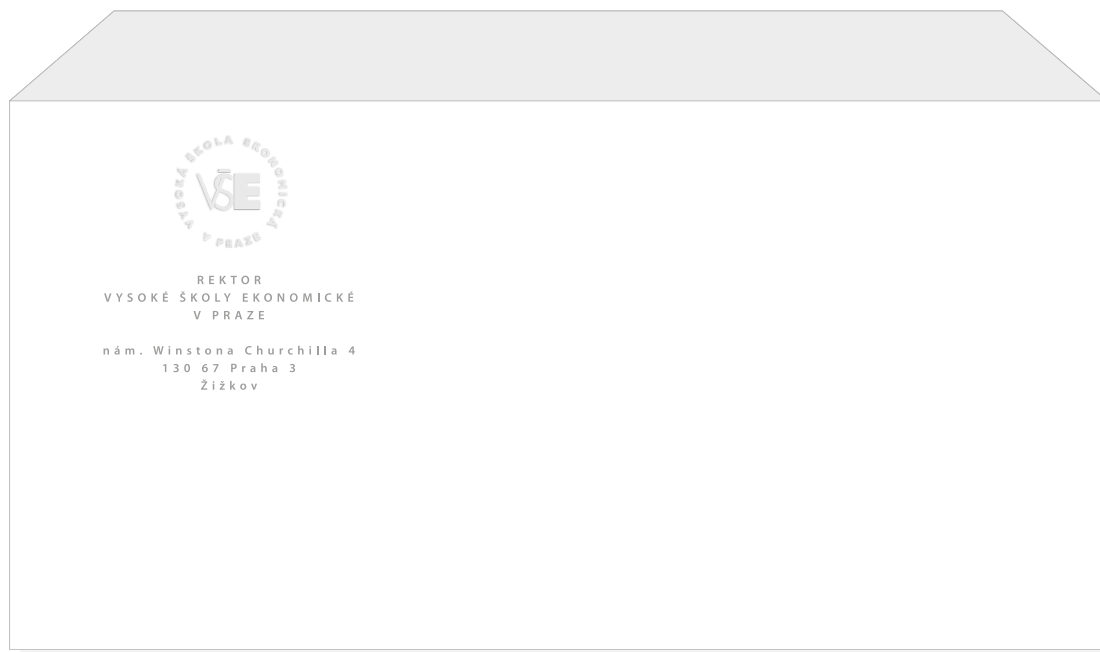 VYSOKÁ ŠKOLA EKONOMICKÁ
V PRAZE
VŠE
REKTOR
VYSOKÉ ŠKOLY EKONOMICKÉ
V PRAZE
nám. Winstona Churchilla 4
130 67 Praha 3
Žižkov